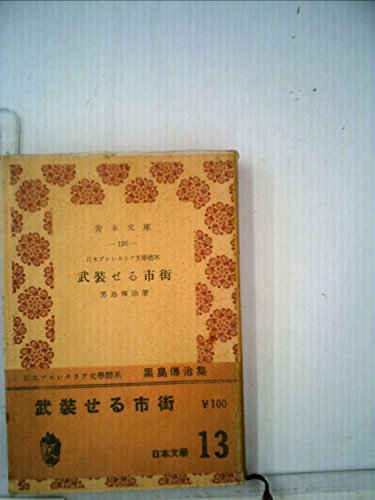 青木文庫
—126—
日本プロレタリア文學體系
武裝せる市街
黒島傳治著
日本プロレタリア文學體系 黒島傳治集
武裝せる市街 ¥100
日本文學 13